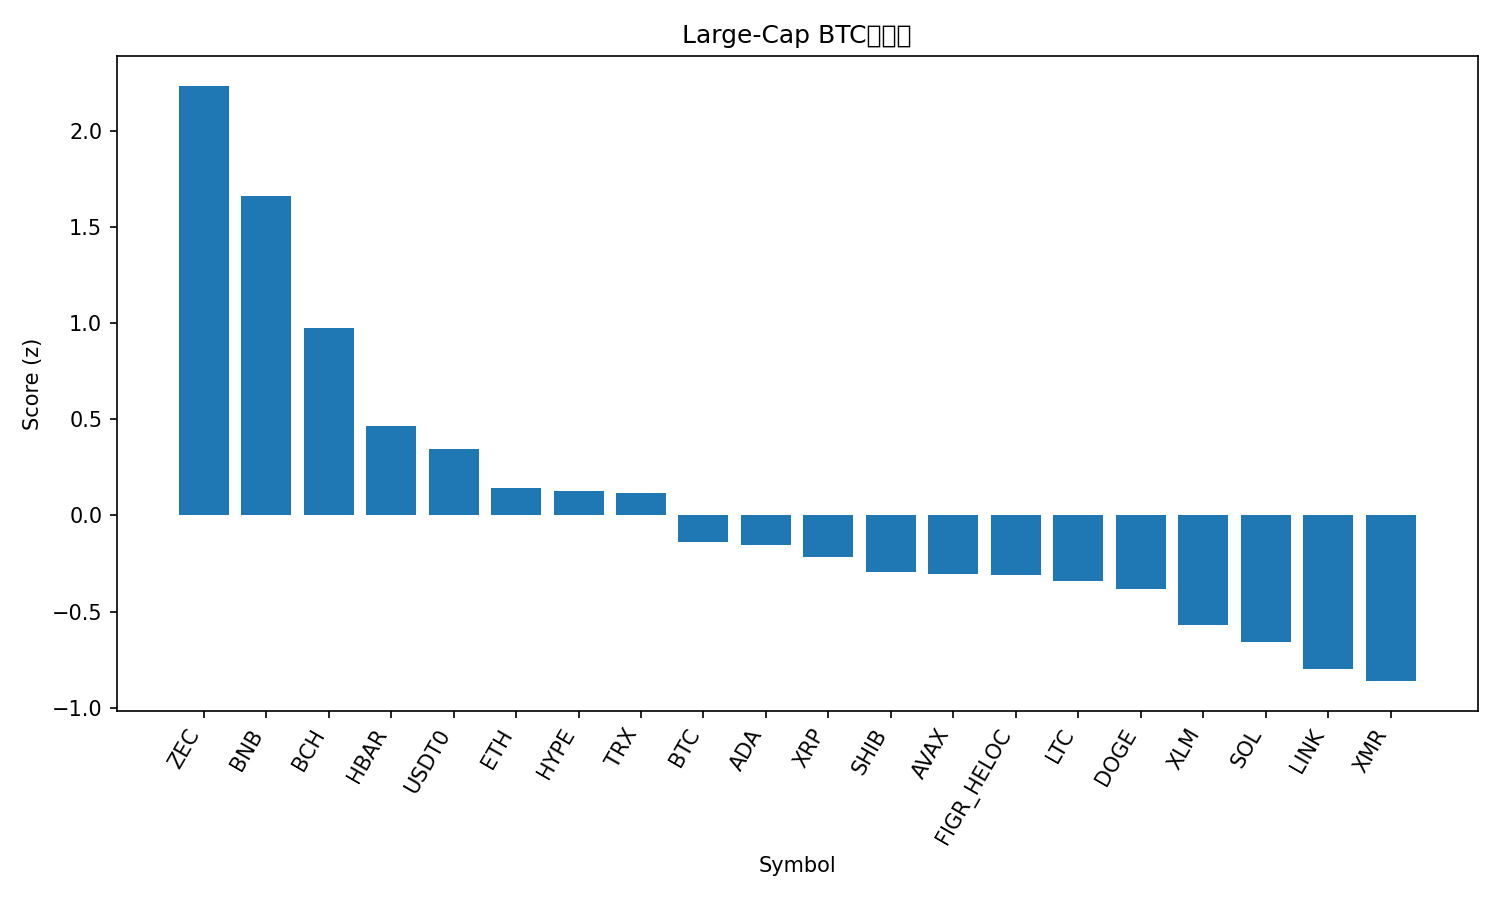 Large-Cap BTC
Score (z)
2.0
1.5
1.0
0.5
0.0
−0.5
−1.0
ZEC
BNB
BCH
HBAR
USDT0
ETH
HYPE
TRX
BTC
ADA
XRP
SHIB
AVAX
FIGR_HELOC
LTC
DOGE
XLM
SOL
LINK
XMR
Symbol